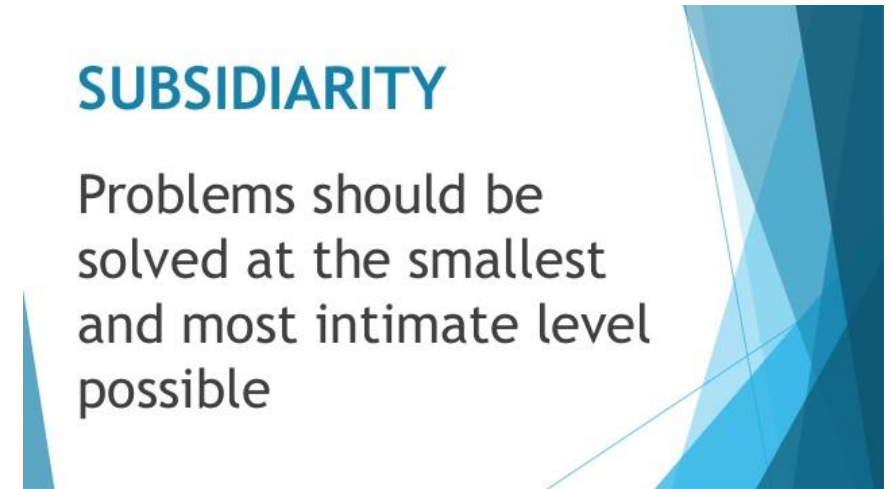 SUBSIDIARITY
Problems should be
solved at the smallest
and most intimate level
possible